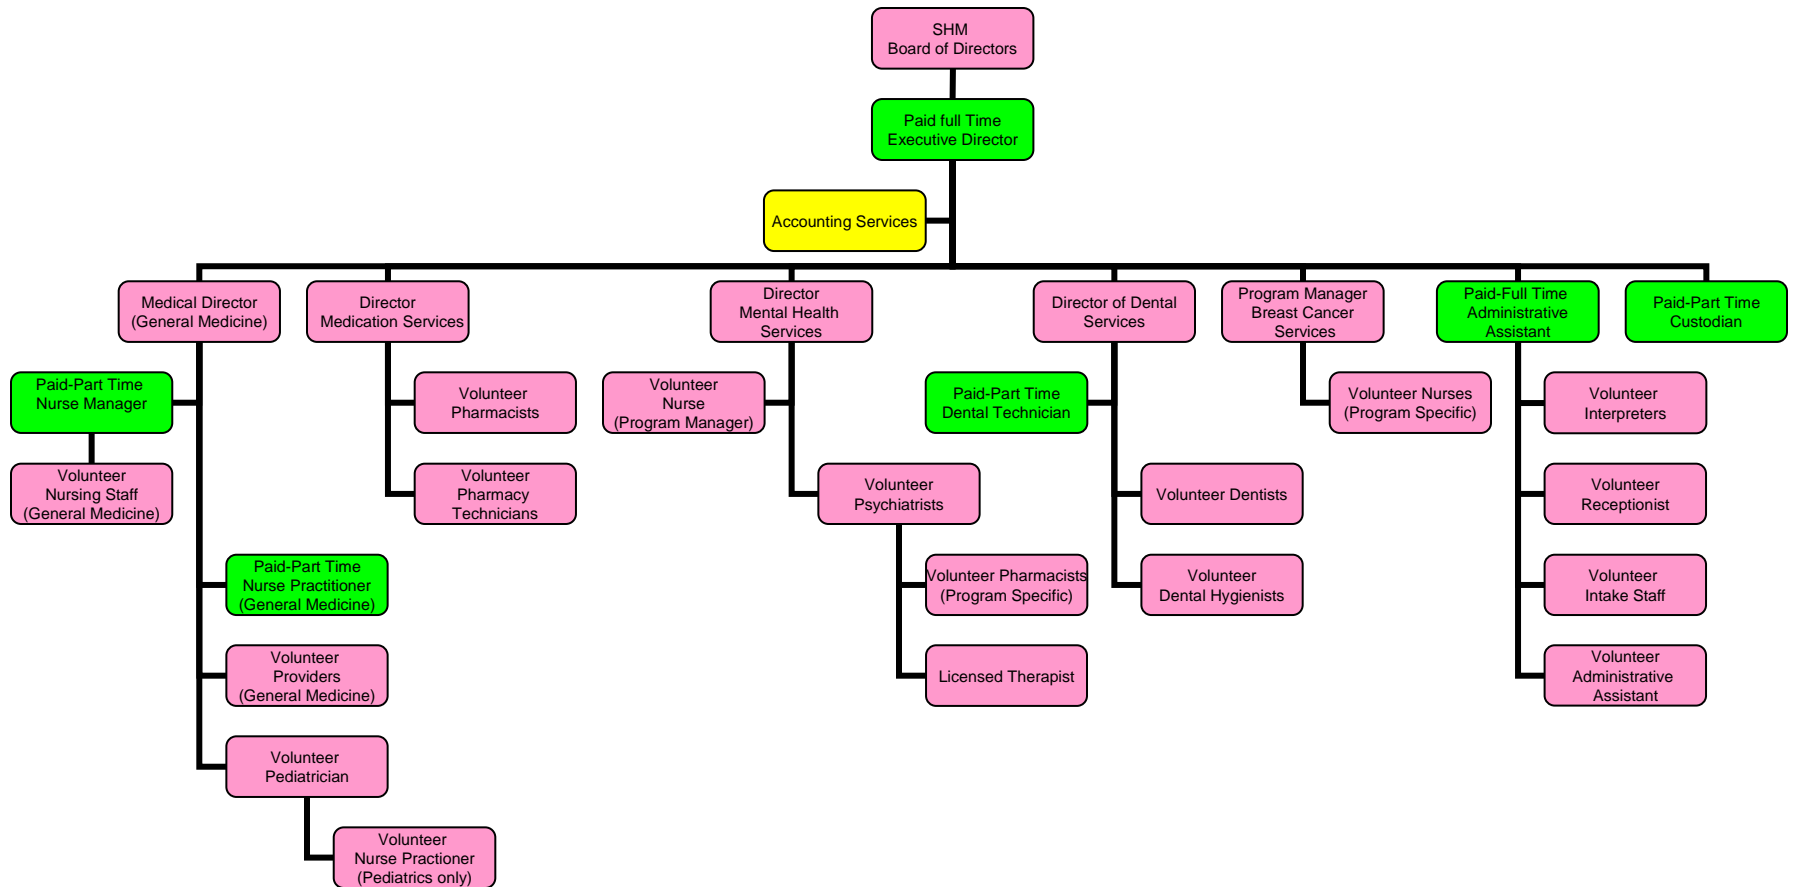 SHM
Board of Directors
Paid full Time
Executive Director
Accounting Services
Medical Director
(General Medicine)
Director
Medication Services
Director
Mental Health
Services
Director of Dental
Services
Program Manager
Breast Cancer
Services
Paid-Full Time
Administrative
Assistant
Paid-Part Time
Custodian
Paid-Part Time
Nurse Manager
Volunteer
Pharmacists
Volunteer
Nurse
(Program Manager)
Paid-Part Time
Dental Technician
Volunteer Nurses
(Program Specific)
Volunteer
Interpreters
Volunteer
Nursing Staff
(General Medicine)
Volunteer
Pharmacy
Technicians
Volunteer
Psychiatrists
Volunteer Dentists
Volunteer
Receptionist
Paid-Part Time
Nurse Practitioner
(General Medicine)
Volunteer Pharmacists
(Program Specific)
Volunteer
Dental Hygienists
Volunteer
Intake Staff
Volunteer
Providers
(General Medicine)
Licensed Therapist
Volunteer
Administrative
Assistant
Volunteer
Pediatrician
Volunteer
Nurse Practioner
(Pediatrics only)